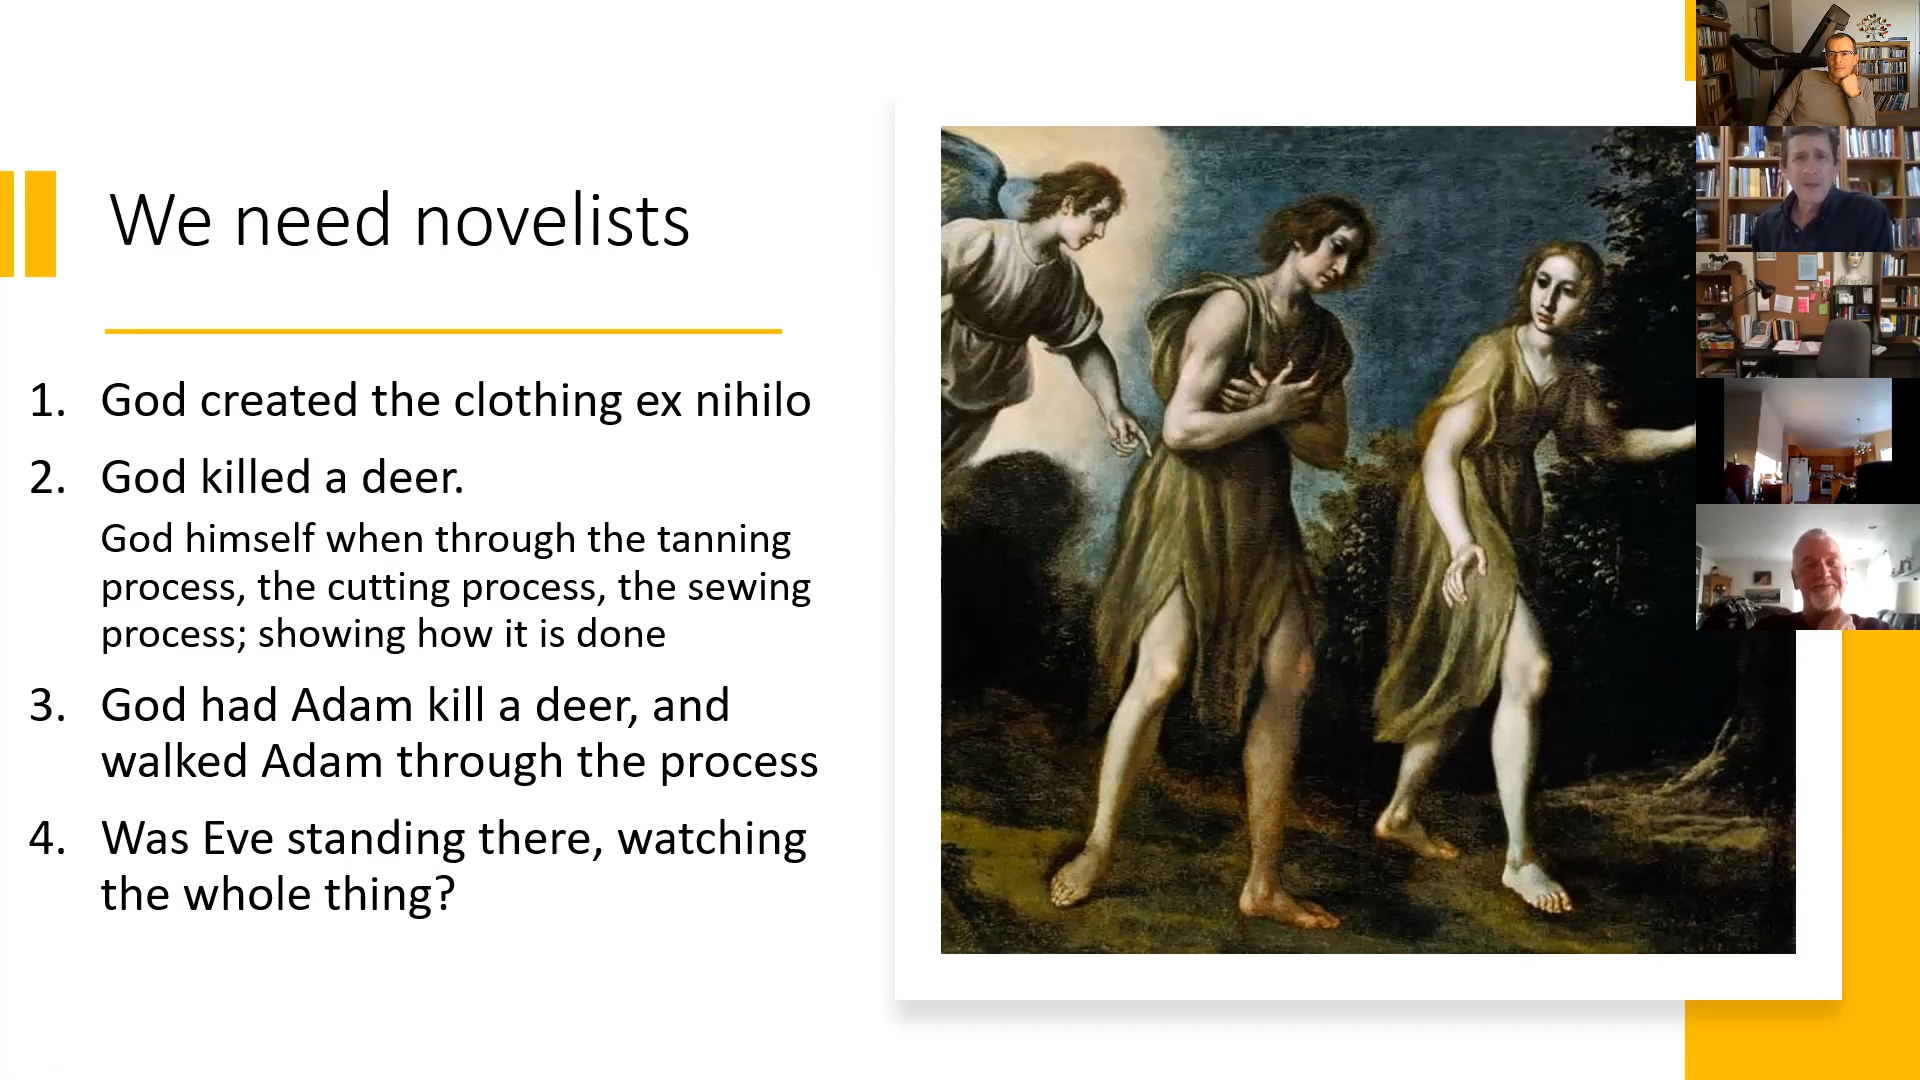 We need novelists
1. God created the clothing ex nihilo
2. God killed a deer.
God himself when through the tanning
process, the cutting process, the sewing
process; showing how it is done
3. God had Adam kill a deer, and
walked Adam through the process
4. Was Eve standing there, watching
the whole thing?